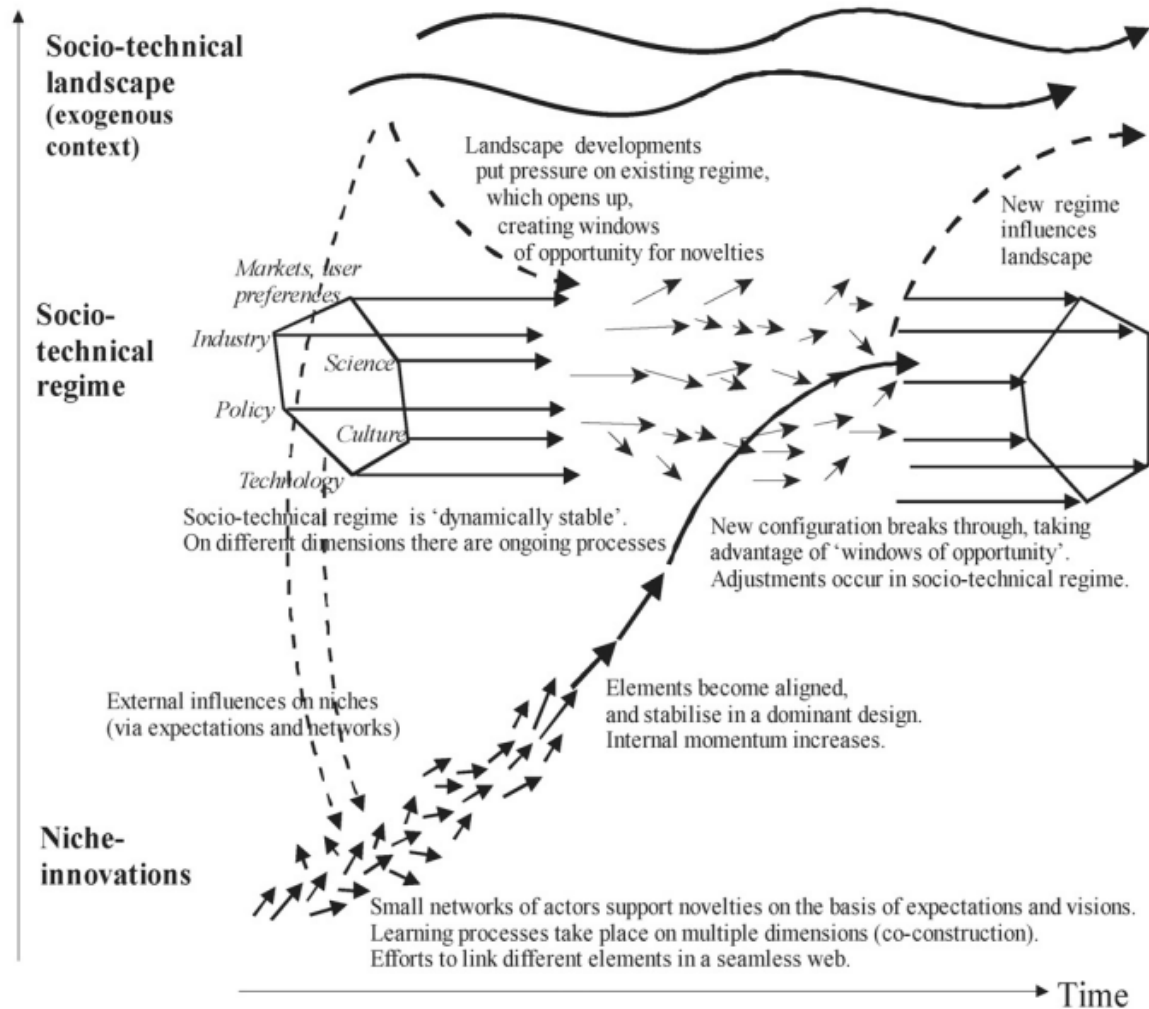 Socio-technical
landscape
(exogenous
context)
Landscape developments
put pressure on existing regime,
which opens up,
creating windows
of opportunity for novelties
New regime
influences
landscape
Markets, user
preferences
Socio-
technical
regime
Industry
Science
Policy
Culture
Technology
Socio-technical regime is ‘dynamically stable’.
On different dimensions there are ongoing processes
New configuration breaks through, taking
advantage of ‘windows of opportunity’.
Adjustments occur in socio-technical regime.
External influences on niches
(via expectations and networks)
Elements become aligned,
and stabilise in a dominant design.
Internal momentum increases.
Niche-
innovations
Small networks of actors support novelties on the basis of expectations and visions.
Learning processes take place on multiple dimensions (co-construction).
Efforts to link different elements in a seamless web.
Time